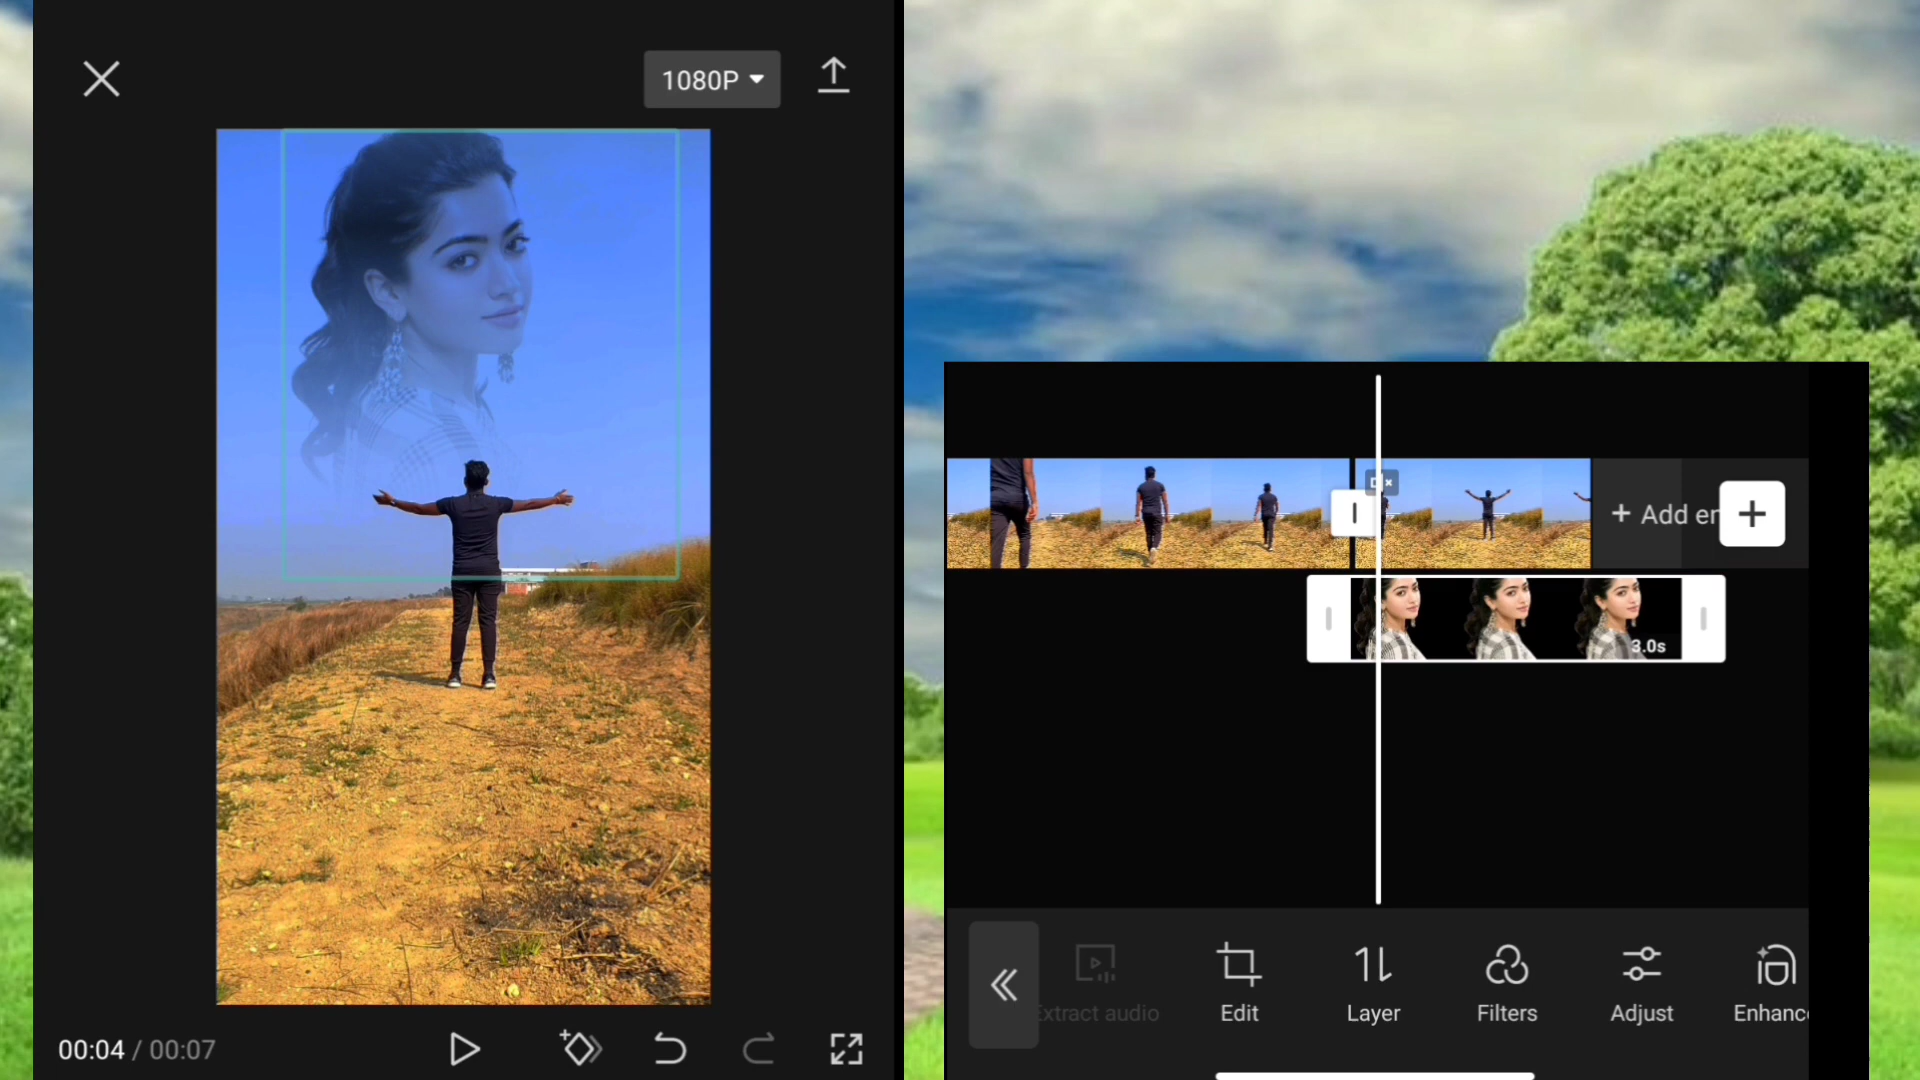 1080P
00:04 / 00:07
+ Add en
3.0s
Extract audio
Edit
Layer
Filters
Adjust
Enhanc